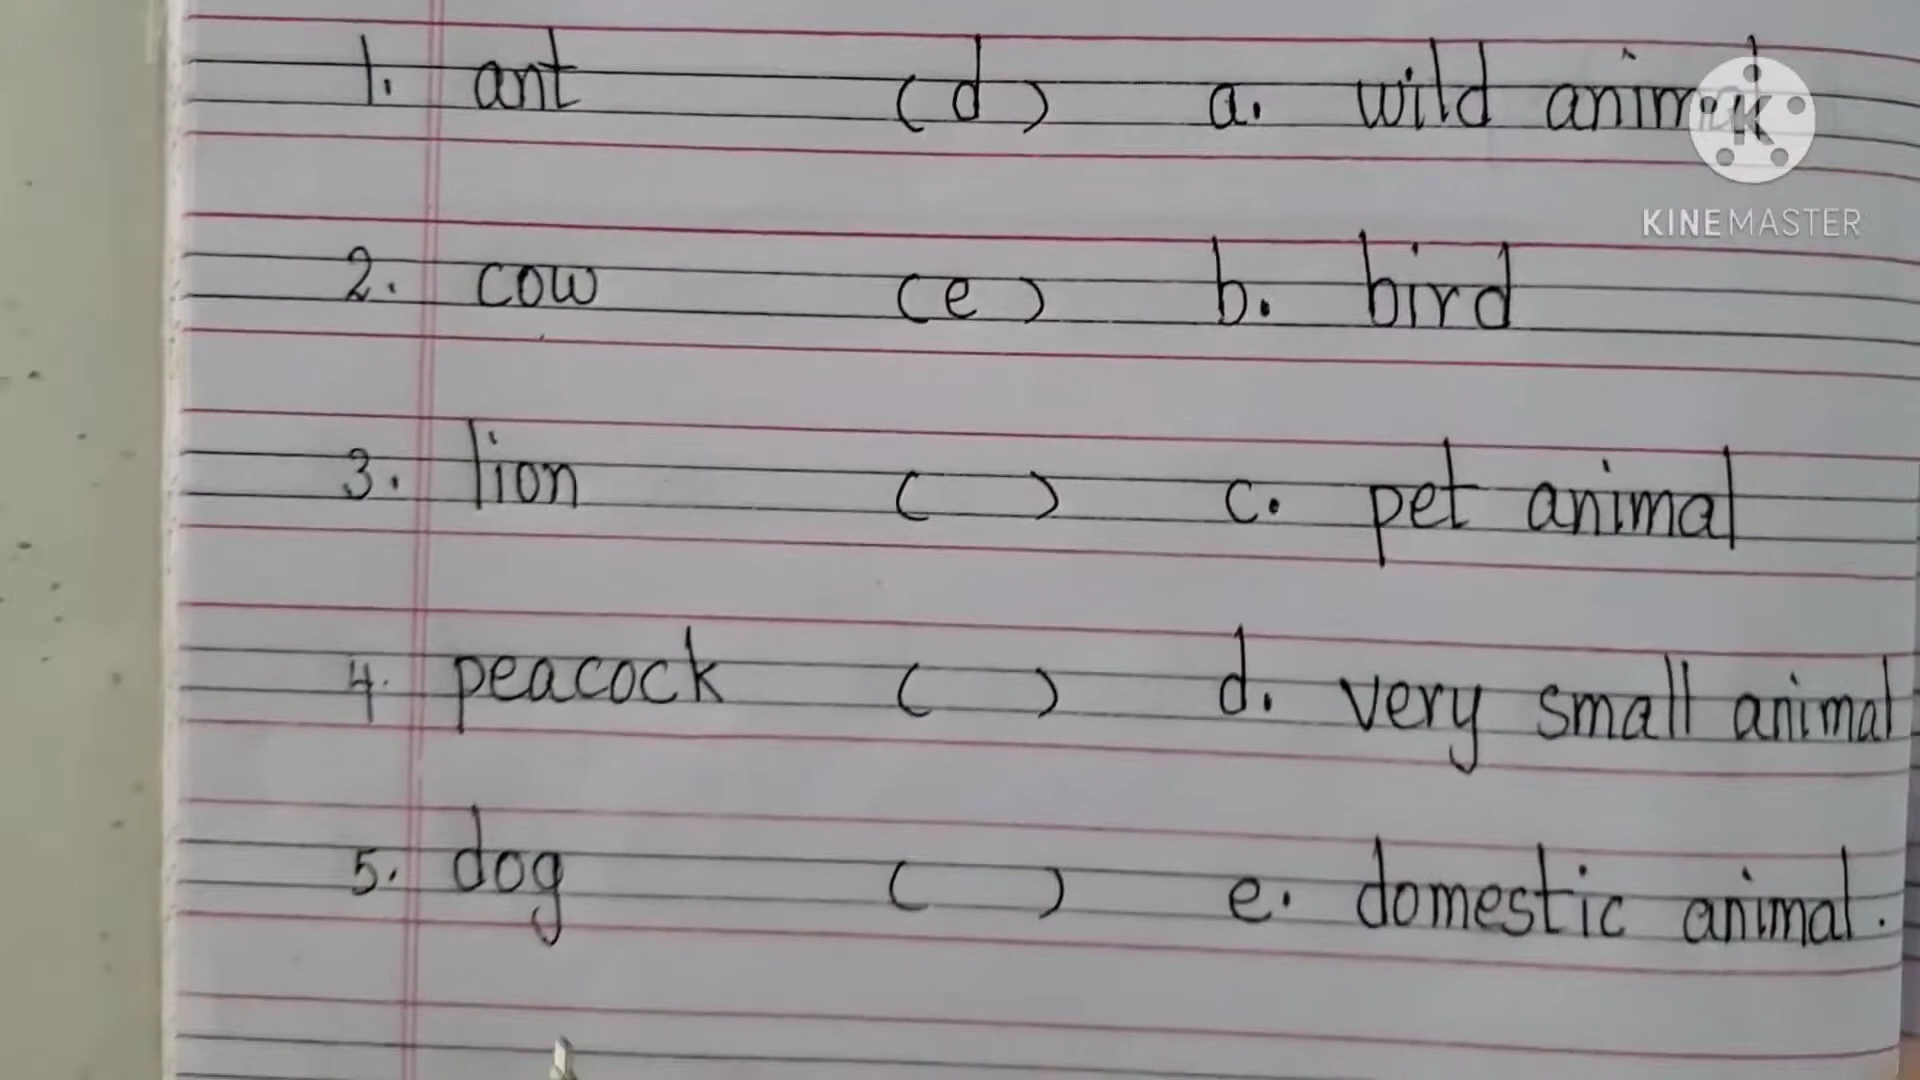 1. ant (d) a. wild animal
KINEMASTER
2. cow (e) b. bird
3. lion ( ) c. pet animal
4. peacock ( ) d. very small animal
5. dog ( ) e. domestic animal.